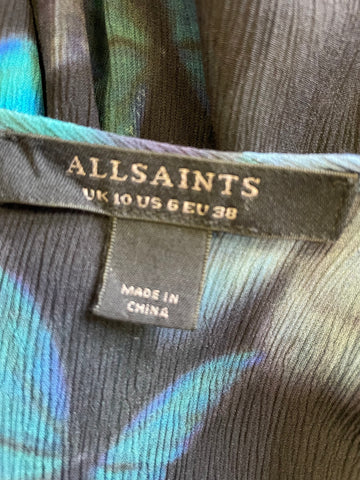 ALLSAINTS
UK 10 US 6 EU 38
MADE IN
CHINA